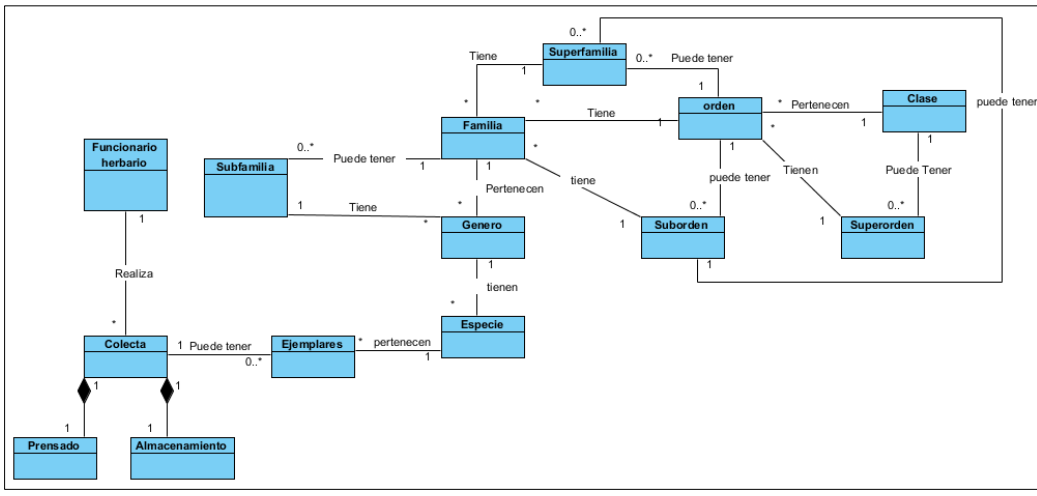 0..*
Superfamilia
Tiene
1
0..*
Puede tener
*
1
*
orden
Tiene
1
*
Pertenecen
1
Clase
puede tener
Familia
*
1
*
1
Funcionario
herbario
0..*
Puede tener
1
1
Subfamilia
Pertenecen
tiene
puede tener
Tienen
Puede Tener
1
Tiene
*
*
1
0..*
1
0..*
Genero
Suborden
Superorden
1
1
1
Realiza
tienen
*
*
Especie
Colecta
1
Puede tener
0..*
Ejemplares
*
pertenecen
1
1
1
1
1
Prensado
Almacenamiento